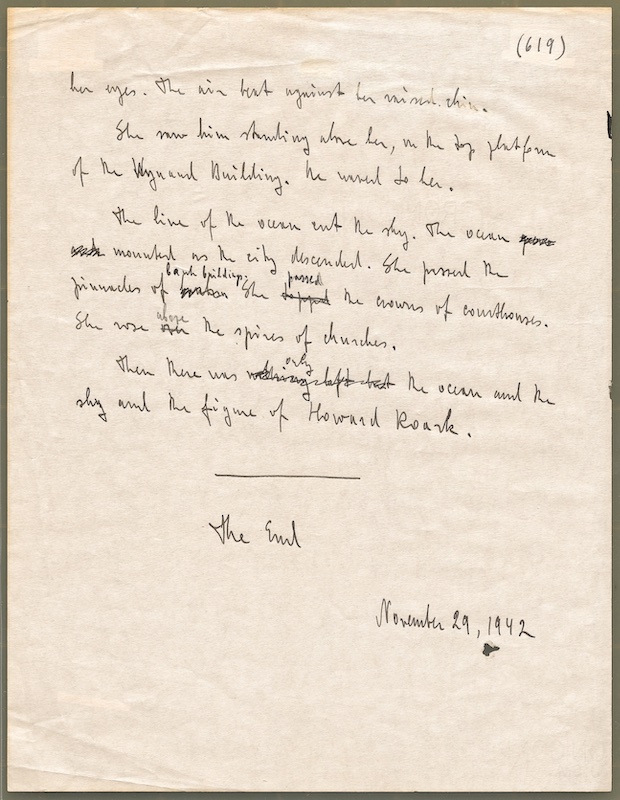 (619)
her eyes. The air beat against her raised chin.
She saw him standing above her, on the top platform
of the Wynand Building. He waved to her.
The line of the ocean cut the sky. The ocean
mounted as the city descended. She passed the
pinnacles of bank buildings. She passed the crowns of courthouses.
She rose above the spires of churches.
Then there was only the ocean and the
sky and the figure of Howard Roark.
The End
November 29, 1942